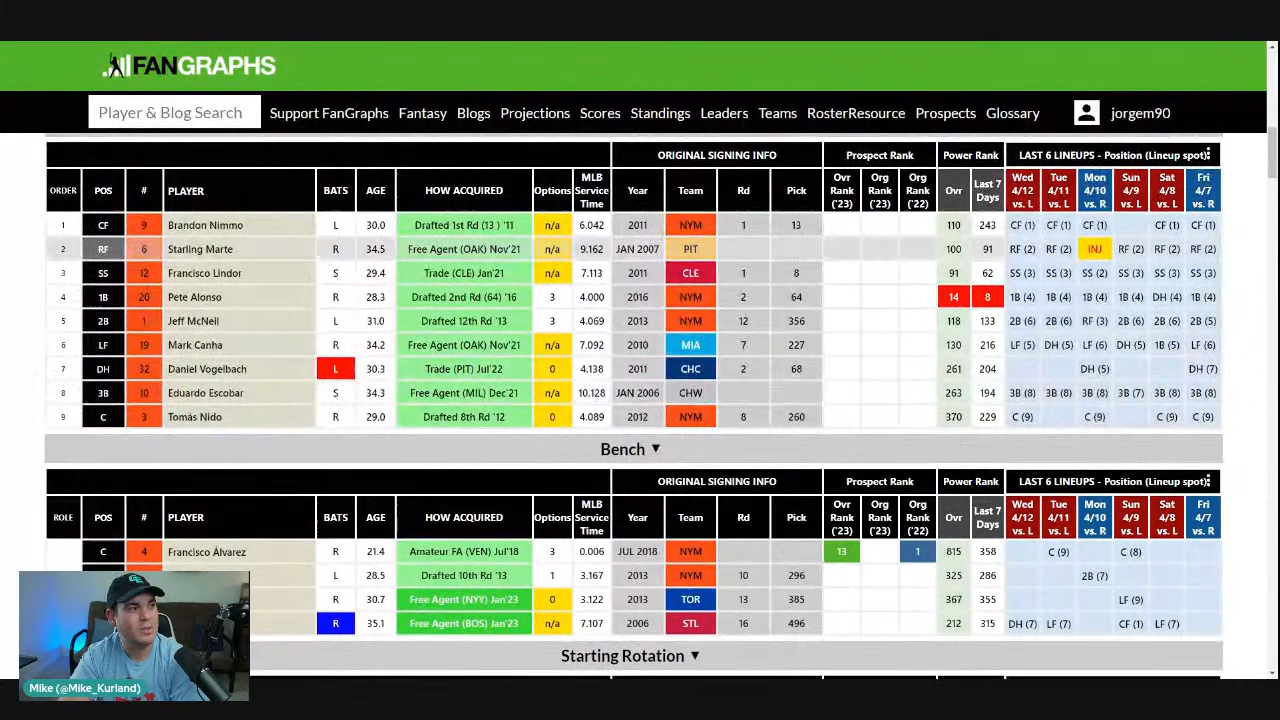 FANGRAPHS
Player & Blog Search Support FanGraphs Fantasy Blogs Projections Scores Standings Leaders Teams RosterResource Prospects Glossary jorgem90
ORIGINAL SIGNING INFO Prospect Rank Power Rank LAST 6 LINEUPS - Position (Lineup spot)
ORDER POS # PLAYER BATS AGE HOW ACQUIRED Options MLB Service Time Year Team Rd Pick Ovr Rank ('23) Org Rank ('23) Org Rank ('22) Ovr Last 7 Days Wed 4/12 vs. L Tue 4/11 vs. L Mon 4/10 vs. R Sun 4/9 vs. L Sat 4/8 vs. L Fri 4/7 vs. R
1 CF 9 Brandon Nimmo L 30.0 Drafted 1st Rd (13) '11 n/a 6.042 2011 NYM 1 13 110 243 CF (1) CF (1) CF (1) CF (1) CF (1)
2 RF 6 Starling Marte R 34.5 Free Agent (OAK) Nov'21 n/a 9.162 JAN 2007 PIT 100 91 RF (2) RF (2) INJ RF (2) RF (2) RF (2)
3 SS 12 Francisco Lindor S 29.4 Trade (CLE) Jan'21 n/a 7.113 2011 CLE 1 8 91 62 SS (3) SS (3) SS (2) SS (3) SS (3) SS (3)
4 1B 20 Pete Alonso R 28.3 Drafted 2nd Rd (64) '16 3 4.000 2016 NYM 2 64 14 8 1B (4) 1B (4) 1B (4) 1B (4) DH (4) 1B (4)
5 2B 1 Jeff McNeil L 31.0 Drafted 12th Rd '13 3 4.069 2013 NYM 12 356 118 133 2B (6) 2B (6) RF (3) 2B (6) 2B (6) 2B (5)
6 LF 19 Mark Canha R 34.2 Free Agent (OAK) Nov'21 n/a 7.092 2010 MIA 7 227 130 216 LF (5) DH (5) LF (6) DH (5) 1B (5) LF (6)
7 DH 32 Daniel Vogelbach L 30.3 Trade (PIT) Jul'22 0 4.138 2011 CHC 2 68 261 204 DH (5) DH (7)
8 3B 10 Eduardo Escobar S 34.3 Free Agent (MIL) Dec'21 n/a 10.128 JAN 2006 CHW 263 194 3B (8) 3B (8) 3B (8) 3B (7) 3B (8) 3B (8)
9 C 3 Tomás Nido R 29.0 Drafted 8th Rd '12 0 4.089 2012 NYM 8 260 370 229 C (9) C (9) C (9) C (9)
Bench ▼
ORIGINAL SIGNING INFO Prospect Rank Power Rank LAST 6 LINEUPS - Position (Lineup spot)
ROLE POS # PLAYER BATS AGE HOW ACQUIRED Options MLB Service Time Year Team Rd Pick Ovr Rank ('23) Org Rank ('23) Org Rank ('22) Ovr Last 7 Days Wed 4/12 vs. L Tue 4/11 vs. L Mon 4/10 vs. R Sun 4/9 vs. L Sat 4/8 vs. L Fri 4/7 vs. R
C 4 Francisco Álvarez R 21.4 Amateur FA (VEN) Jul'18 3 0.006 JUL 2018 NYM 13 1 815 358 C (9) C (8)
L 28.5 Drafted 10th Rd '13 1 3.167 2013 NYM 10 296 325 286 2B (7)
R 30.7 Free Agent (NYY) Jan'23 0 3.122 2013 TOR 13 385 367 355 LF (9)
R 35.1 Free Agent (BOS) Jan'23 n/a 7.107 2006 STL 16 496 212 315 DH (7) LF (7) CF (1) LF (7)
Starting Rotation ▼
Mike (@Mike_Kurland)